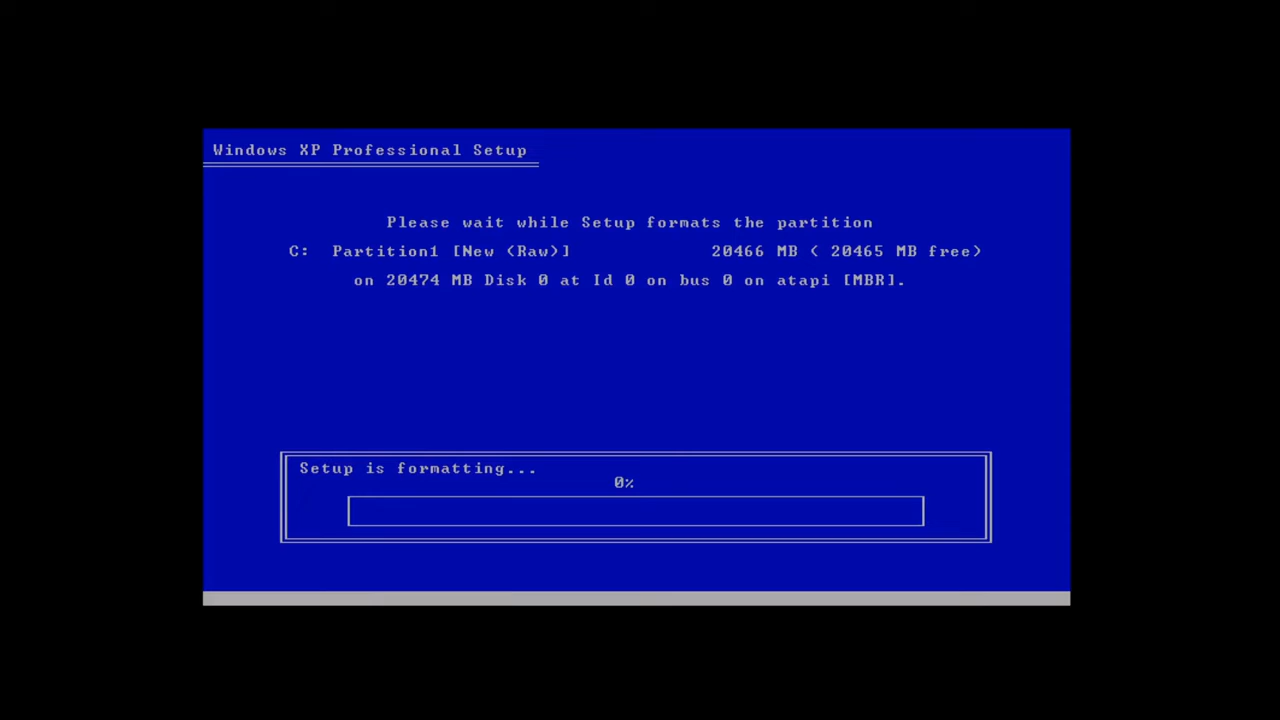 Windows XP Professional Setup
Please wait while Setup formats the partition
C: Partition1 [New (Raw)] 20466 MB ( 20465 MB free)
on 20474 MB Disk 0 at Id 0 on bus 0 on atapi [MBR].
Setup is formatting...
0%